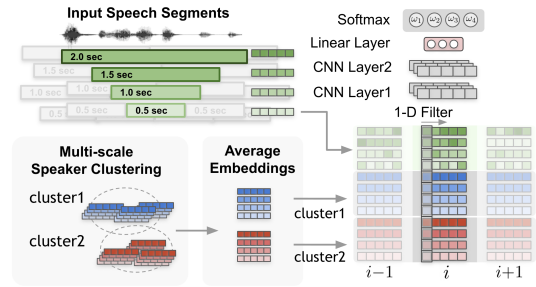 Input Speech Segments
2.0 sec
1.5 sec
1.5 sec
1.0 sec
1.0 sec
1.0 sec
0.5 sec
0.5 sec
0.5 sec
Softmax
ω1 ω2 ω3 ω4
Linear Layer
CNN Layer2
CNN Layer1
1-D Filter
Multi-scale
Speaker Clustering
cluster1
cluster2
Average
Embeddings
cluster1
cluster2
i−1
i
i+1